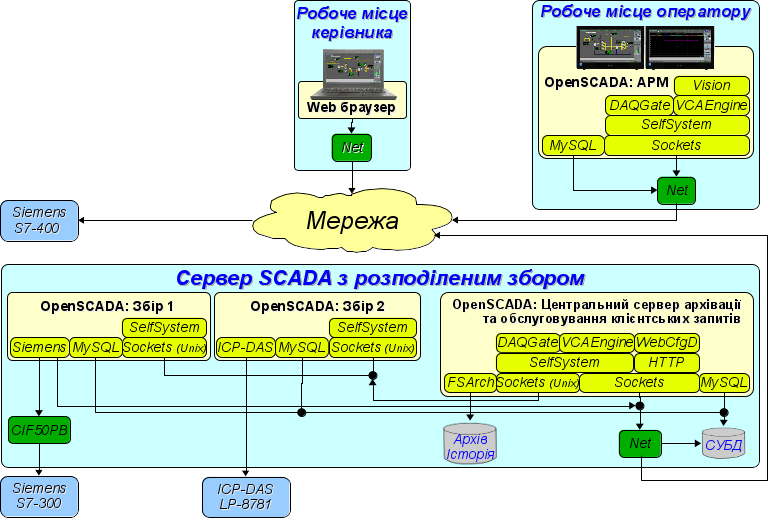 Робоче місце
керівника
Web браузер
Net
Робоче місце оператору
OpenSCADA: АРМ
Vision
DAQGate
VCAEngine
SelfSystem
MySQL
Sockets
Net
Siemens
S7-400
Мережа
Сервер SCADA з розподіленим збором
OpenSCADA: Збір 1
SelfSystem
Siemens
MySQL
Sockets (Unix)
OpenSCADA: Збір 2
SelfSystem
ICP-DAS
MySQL
Sockets (Unix)
OpenSCADA: Центральний сервер архівації
та обслуговування клієнтських запитів
DAQGate
VCAEngine
WebCfgD
SelfSystem
HTTP
FSArch
Sockets (Unix)
Sockets
MySQL
CIF50PB
Архів
Історія
Net
СУБД
Siemens
S7-300
ICP-DAS
LP-8781